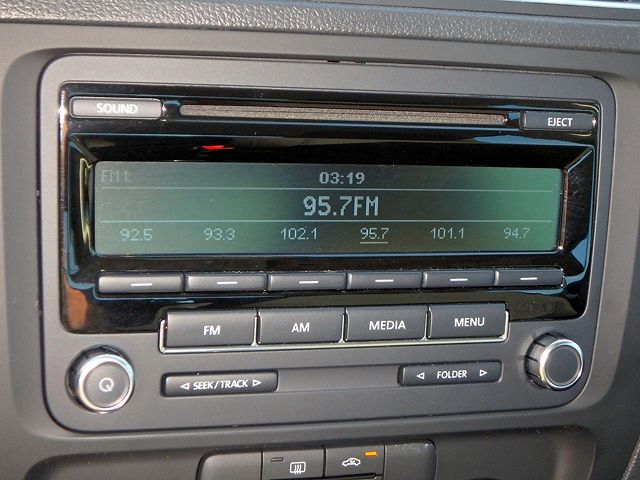 SOUND
EJECT
FM1
03:19
95.7FM
92.5 93.3 102.1 95.7 101.1 94.7
FM AM MEDIA MENU
SEEK/TRACK
FOLDER